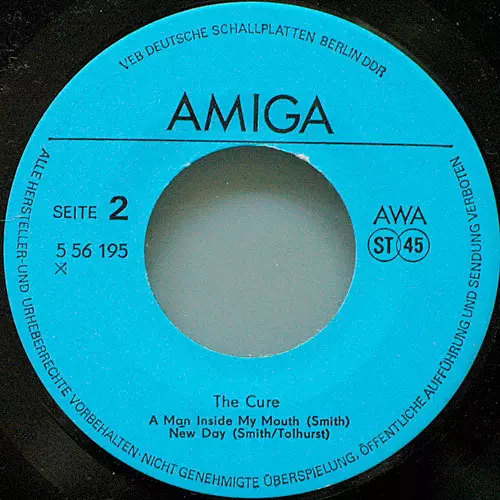 VEB DEUTSCHE SCHALLPLATTEN BERLIN DDR
AMIGA
SEITE 2
AWA
5 56 195
ST 45
X
The Cure
A Man Inside My Mouth (Smith)
New Day (Smith/Tolhurst)
ALLE HERSTELLER-UND URHEBERRECHTE VORBEHALTEN·NICHT GENEHMIGTE ÜBERSPIELUNG, ÖFFENTLICHE AUFFÜHRUNG UND SENDUNG VERBOTEN